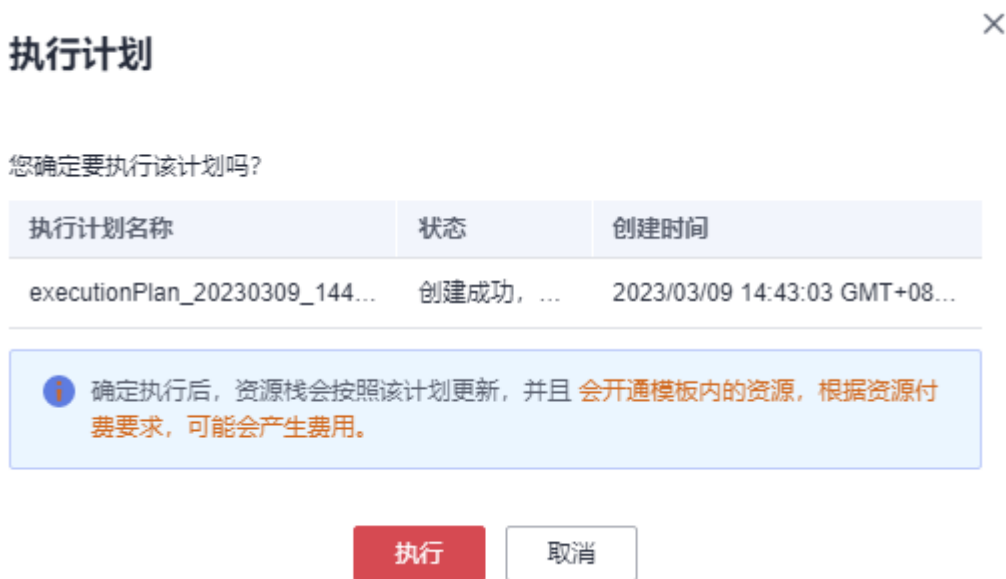 执行计划
您确定要执行该计划吗?
执行计划名称 状态 创建时间
executionPlan_20230309_144... 创建成功, ... 2023/03/09 14:43:03 GMT+08...
确定执行后，资源栈会按照该计划更新，并且 会开通模板内的资源，根据资源付
费要求，可能会产生费用。
执行 取消